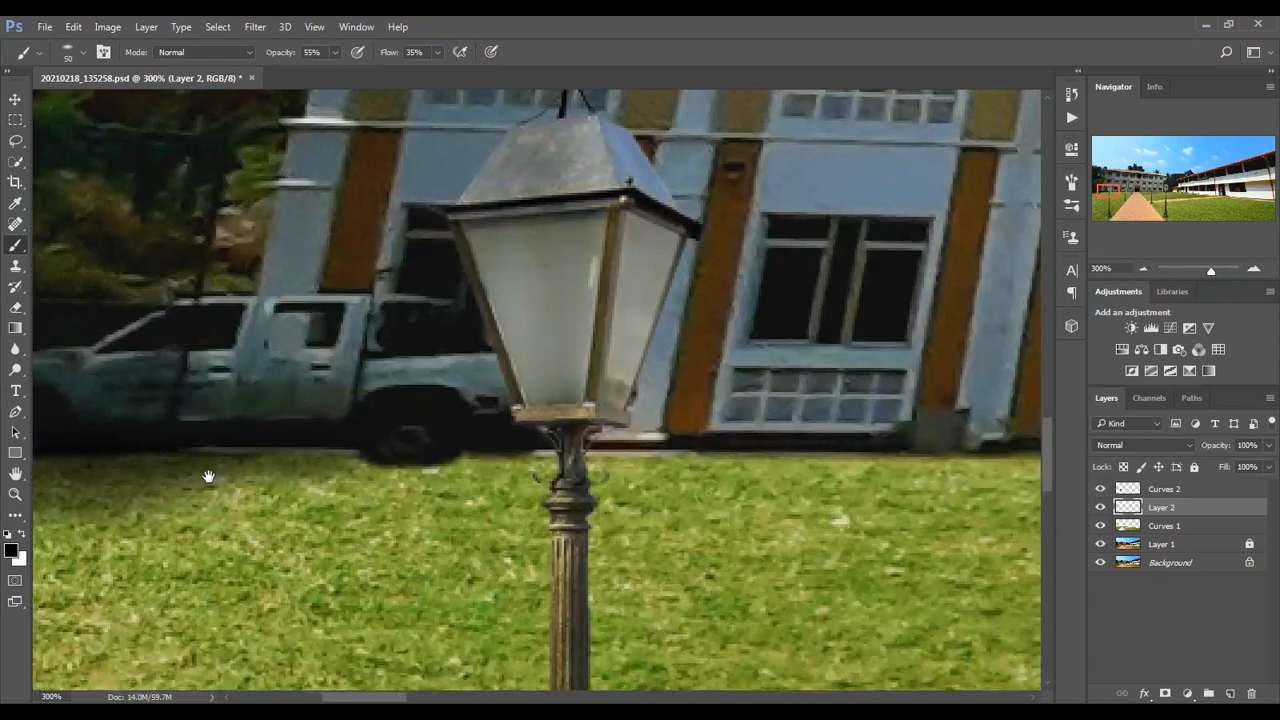 Ps File Edit Image Layer Type Select Filter 3D View Window Help
50 Mode: Normal Opacity: 55% Flow: 35%
20210218_135258.psd @ 300% (Layer 2, RGB/8) *
Navigator Info
300%
Adjustments Libraries
Add an adjustment
Layers Channels Paths
Kind
Normal Opacity: 100%
Lock: Fill: 100%
Curves 2
Layer 2
Curves 1
Layer 1
Background
300% Doc: 14.0M/59.7M